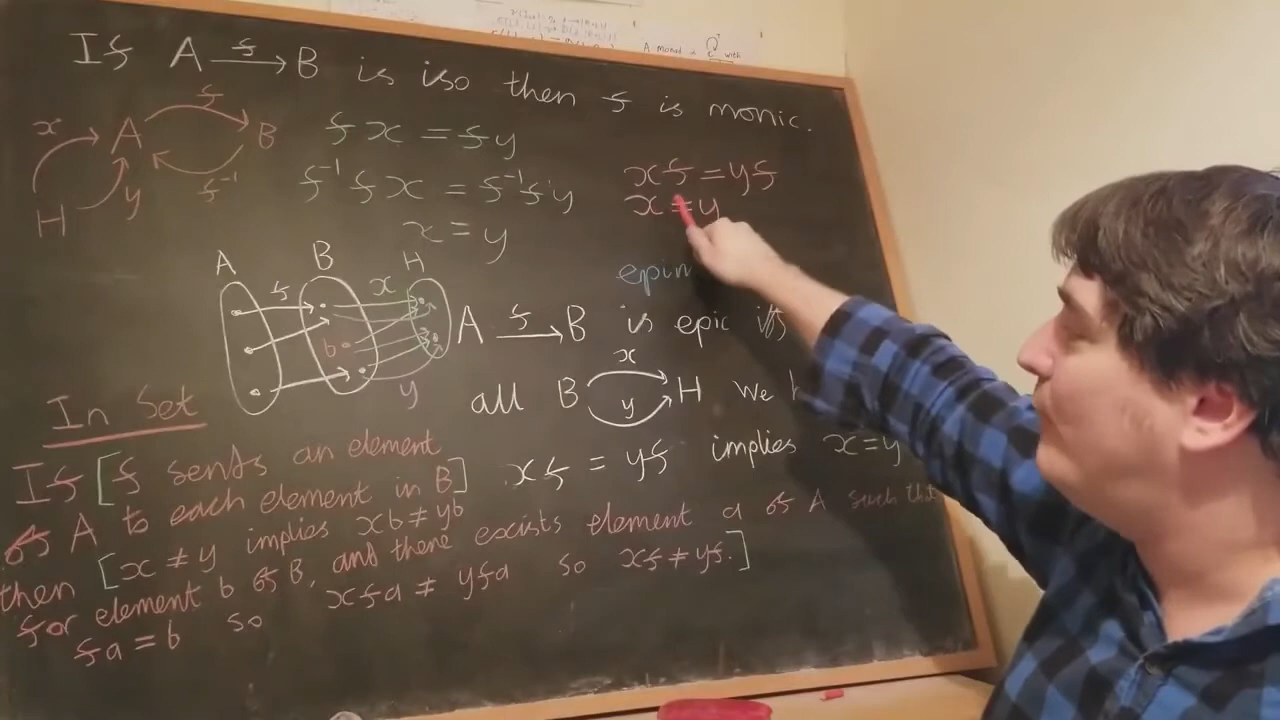 If A f B is iso then f is monic.
x A f B
H y f⁻¹
fx = fy
f⁻¹fx = f⁻¹fy
x = y
xf = yf
x = y
A B H
f x
b
y
A f B is epic iff
all B x y H we
xf = yf implies x=y
In Set
If [f sends an element
of A to each element in B]
then [x ≠ y implies xb ≠ yb
for element b of B, and there exists element a of A such that
fa = b so xfa ≠ yfa so xf ≠ yf.]
A monad
with